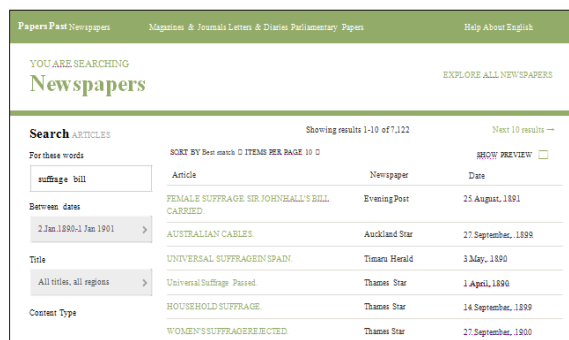 Papers Past Newspapers Magazines & Journals Letters & Diaries Parliamentary Papers Help About English
YOU ARE SEARCHING
Newspapers
EXPLORE ALL NEWSPAPERS
Search ARTICLES
For these words
suffrage bill
Between dates
2.Jan.1890-1 Jan 1901
Title
All titles, all regions
Content Type
Showing results 1-10 of 7,122 Next 10 results →
SORT BY Best match ITEMS PER PAGE 10 SHOW PREVIEW
Article Newspaper Date
FEMALE SUFFRAGE. SIR JOHNHALL'S BILL CARRIED. Evening Post 25.August,.1891
AUSTRALIAN CABLES. Auckland Star 27.September,.1899
UNIVERSAL SUFFRAGEIN SPAIN. Timaru Herald 3.May,.1890
Universal Suffrage Passed. Thames Star 1.April,.1890
HOUSEHOLD SUFFRAGE. Thames Star 14.September,.1899
WOMEN'S SUFFRAGEREJECTED. Thames Star 27.September,.1900